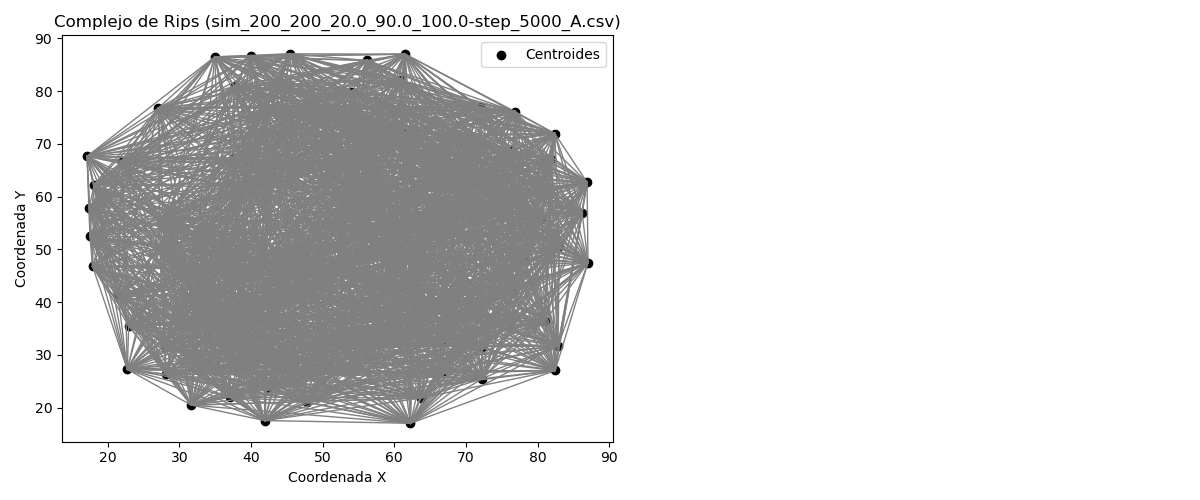 Complejo de Rips (sim_200_200_20.0_90.0_100.0-step_5000_A.csv)
Centroides
90
80
70
60
50
40
30
20
Coordenada Y
20 30 40 50 60 70 80 90
Coordenada X